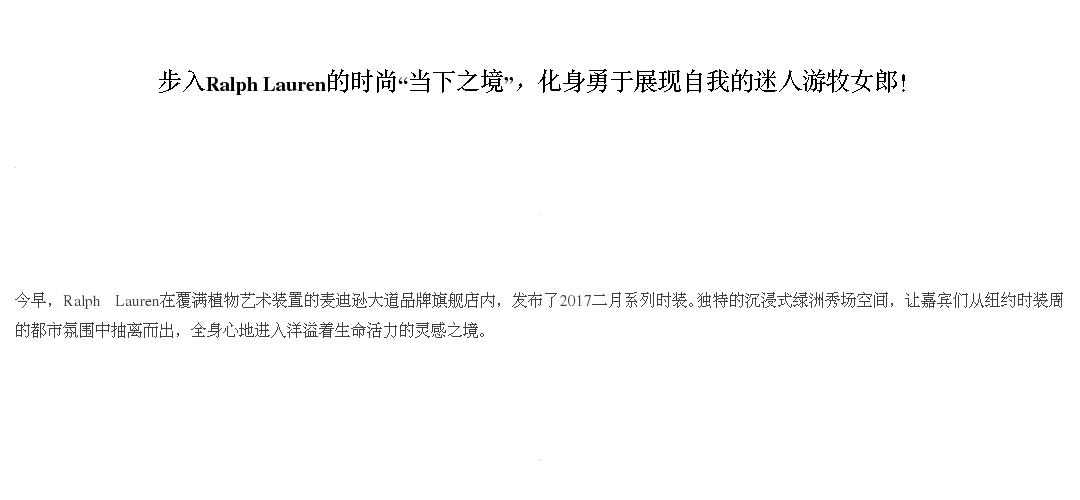 步入Ralph Lauren的时尚“当下之境”，化身勇于展现自我的迷人游牧女郎!
今早，Ralph Lauren在覆满植物艺术装置的麦迪逊大道品牌旗舰店内，发布了2017二月系列时装。独特的沉浸式绿洲秀场空间，让嘉宾们从纽约时装周
的都市氛围中抽离而出，全身心地进入洋溢着生命活力的灵感之境。